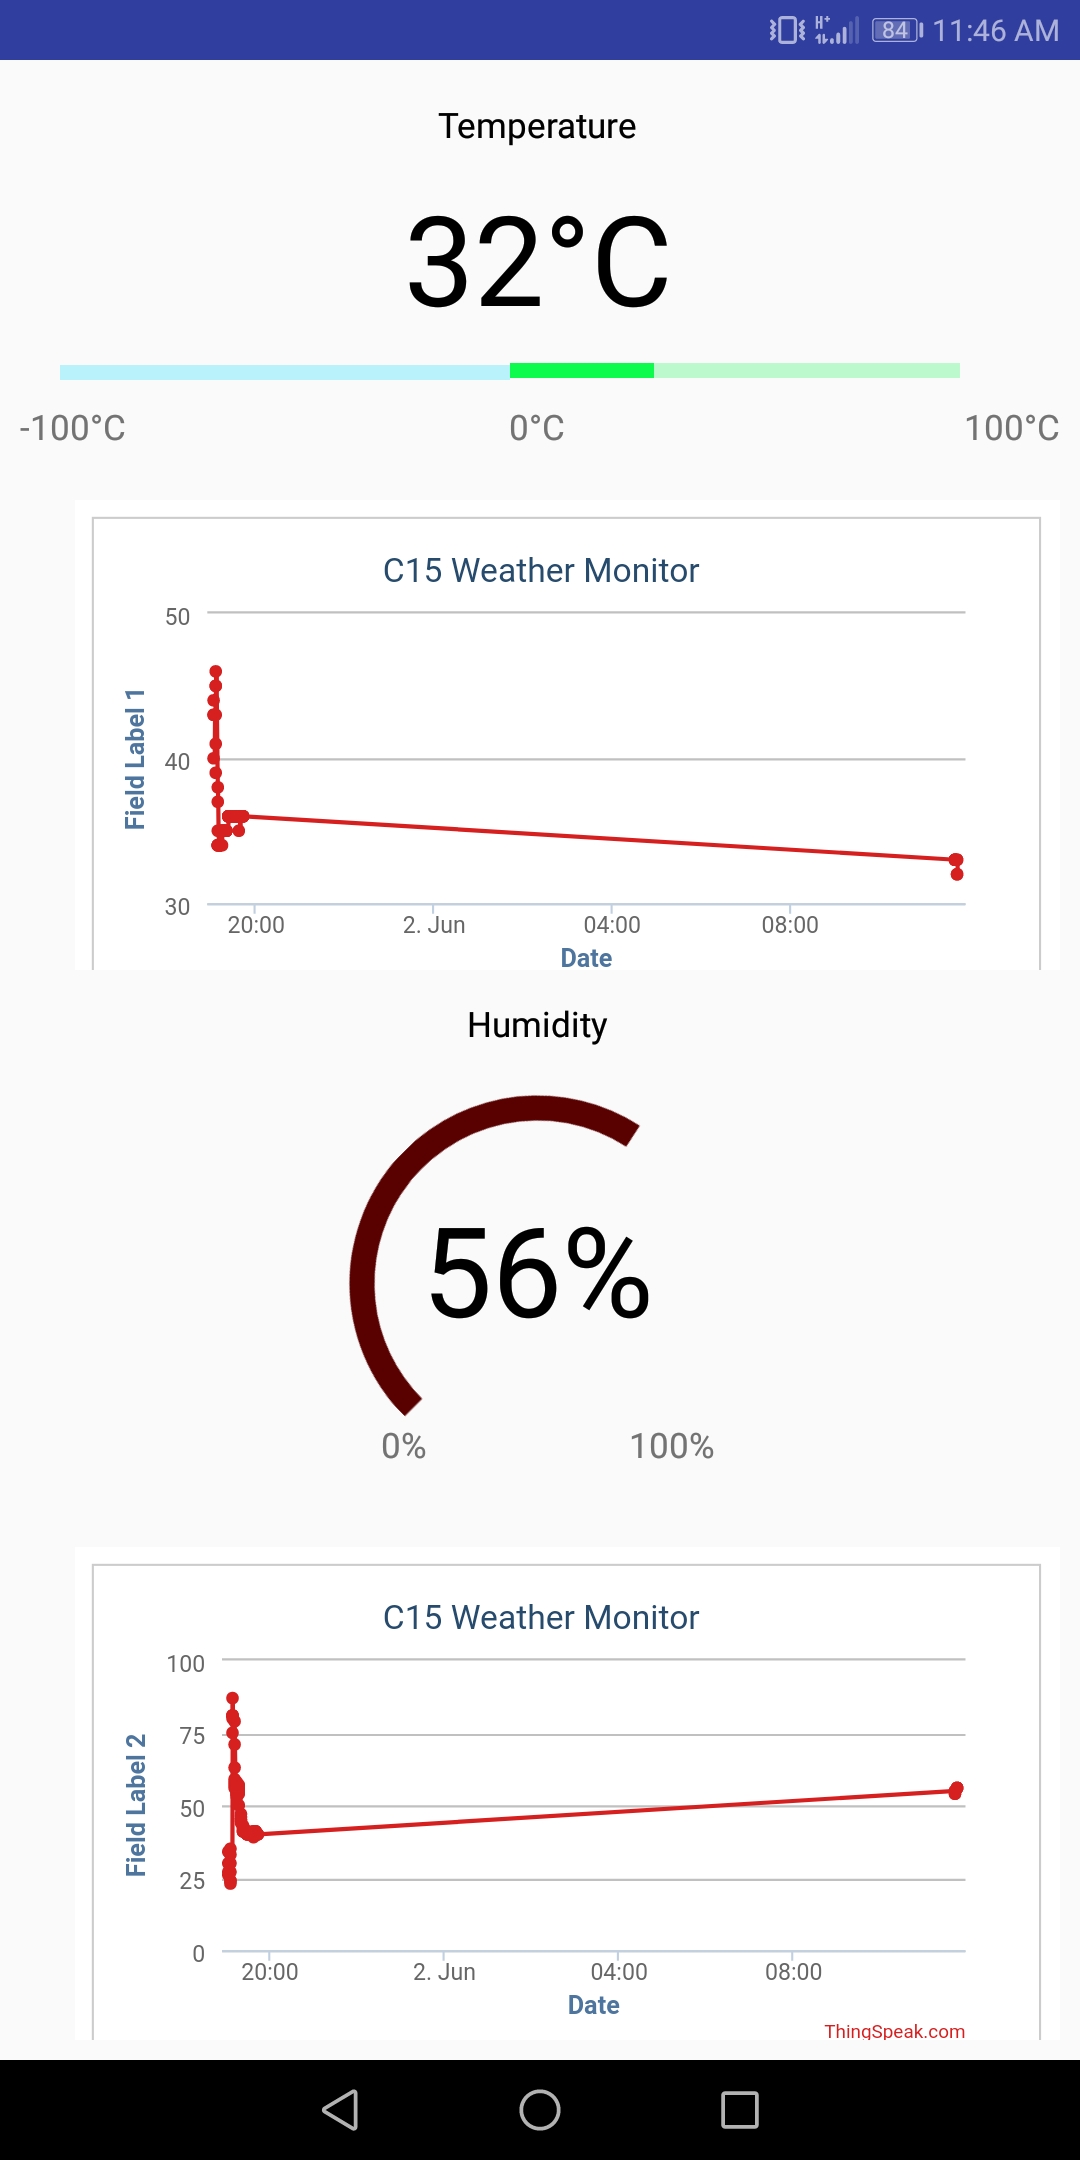 H+ 84 11:46 AM
Temperature
32°C
-100°C 0°C 100°C
C15 Weather Monitor
50
40
30
Field Label 1
20:00 2. Jun 04:00 08:00
Date
Humidity
56%
0% 100%
C15 Weather Monitor
100
75
50
25
0
Field Label 2
20:00 2. Jun 04:00 08:00
Date
ThingSpeak.com